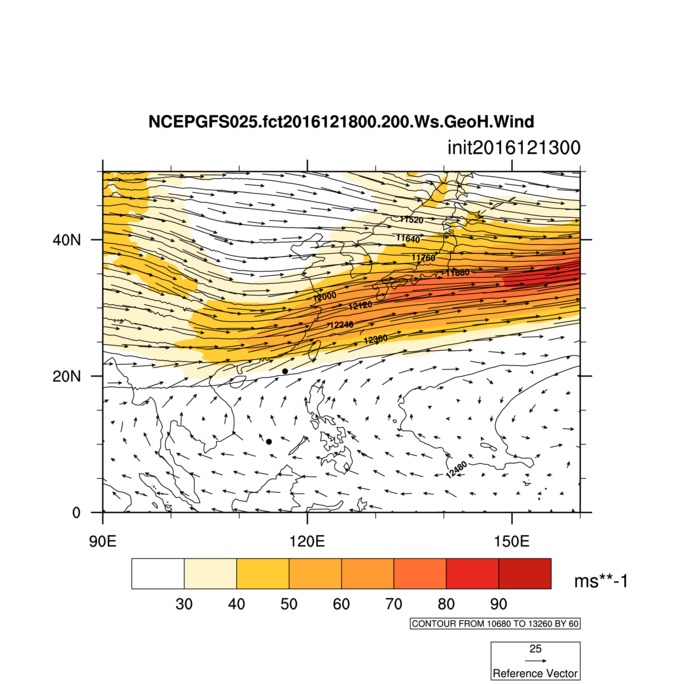 NCEPGFS025.fct2016121800.200.Ws.GeoH.Wind
init2016121300
11520
40N
11640
11760
11880
12000
12120
12240
12360
20N
12480
0
90E 120E 150E
ms**-1
30 40 50 60 70 80 90
CONTOUR FROM 10680 TO 13260 BY 60
25
Reference Vector